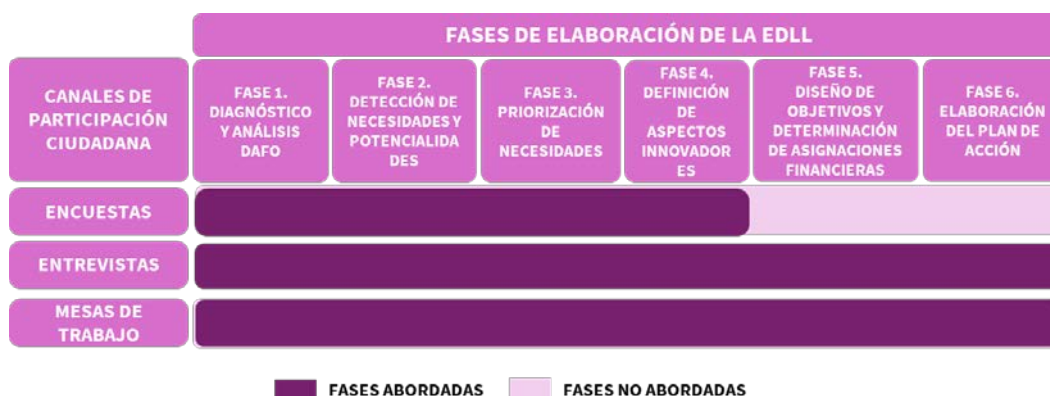 FASES DE ELABORACIÓN DE LA EDLL
CANALES DE
PARTICIPACIÓN
CIUDADANA
FASE 1.
DIAGNÓSTICO
Y ANÁLISIS
DAFO
FASE 2.
DETECCIÓN DE
NECESIDADES Y
POTENCIALIDA
DES
FASE 3.
PRIORIZACIÓN
DE
NECESIDADES
FASE 4.
DEFINICIÓN
DE
ASPECTOS
INNOVADOR
ES
FASE 5.
DISEÑO DE
OBJETIVOS Y
DETERMINACIÓN
DE ASIGNACIONES
FINANCIERAS
FASE 6.
ELABORACIÓN
DEL PLAN DE
ACCIÓN
ENCUESTAS
ENTREVISTAS
MESAS DE
TRABAJO
FASES ABORDADAS
FASES NO ABORDADAS